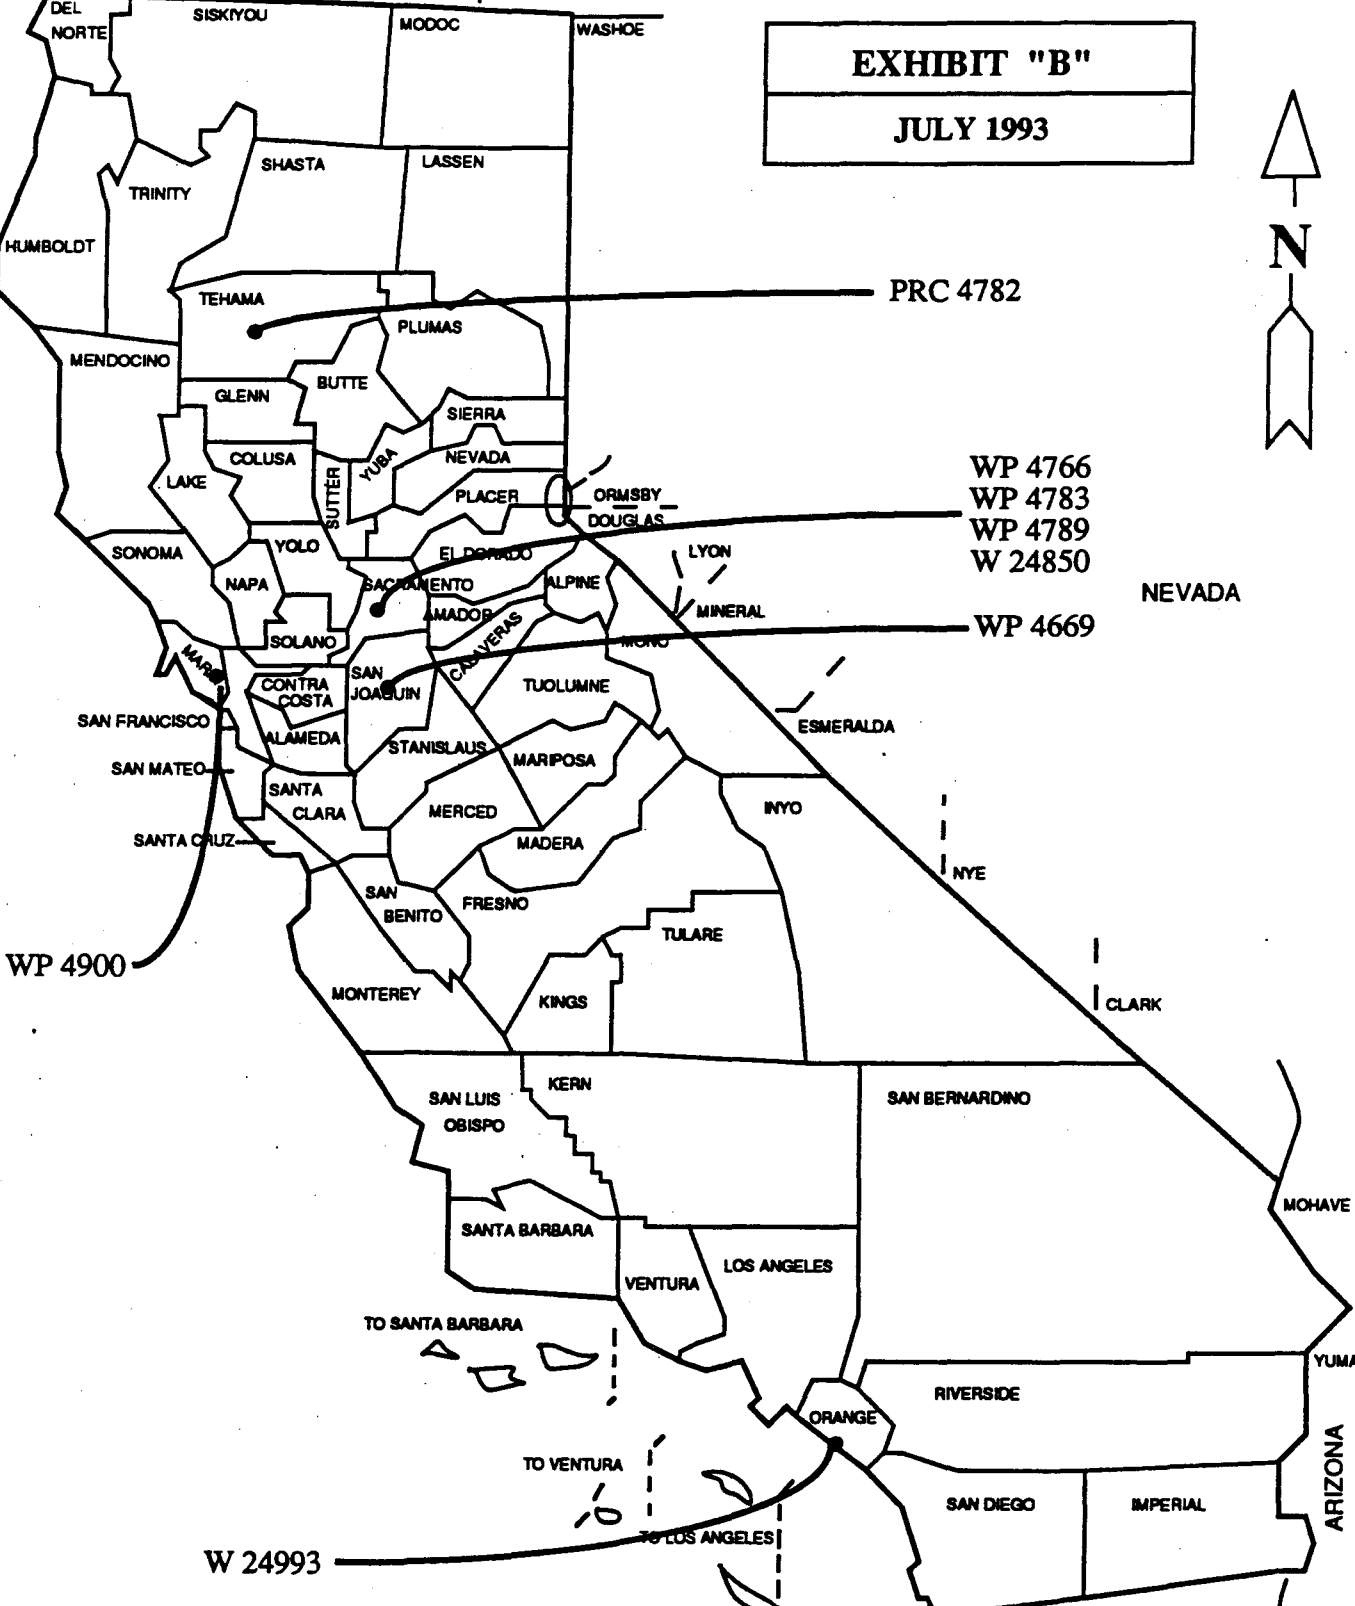 DEL
NORTE
SISKIYOU
MODOC
WASHOE
EXHIBIT "B"
JULY 1993
SHASTA
LASSEN
TRINITY
HUMBOLDT
N
TEHAMA
PRC 4782
PLUMAS
MENDOCINO
BUTTE
GLENN
SIERRA
COLUSA
YUBA
NEVADA
LAKE
SUTTER
PLACER
ORMSBY
DOUGLAS
WP 4766
WP 4783
WP 4789
W 24850
SONOMA
YOLO
EL DORADO
LYON
NAPA
SACRAMENTO
ALPINE
NEVADA
AMADOR
MINERAL
SOLANO
CALAVERAS
MONO
WP 4669
MARIN
CONTRA
COSTA
SAN
JOAQUIN
TUOLUMNE
SAN FRANCISCO
ALAMEDA
STANISLAUS
ESMERALDA
MARIPOSA
SAN MATEO
SANTA
CLARA
MERCED
INYO
SANTA CRUZ
MADERA
NYE
SAN
BENITO
FRESNO
TULARE
WP 4900
MONTEREY
KINGS
CLARK
KERN
SAN LUIS
OBISPO
SAN BERNARDINO
MOHAVE
SANTA BARBARA
LOS ANGELES
VENTURA
TO SANTA BARBARA
YUMA
RIVERSIDE
ORANGE
TO VENTURA
SAN DIEGO
IMPERIAL
ARIZONA
TO LOS ANGELES
W 24993